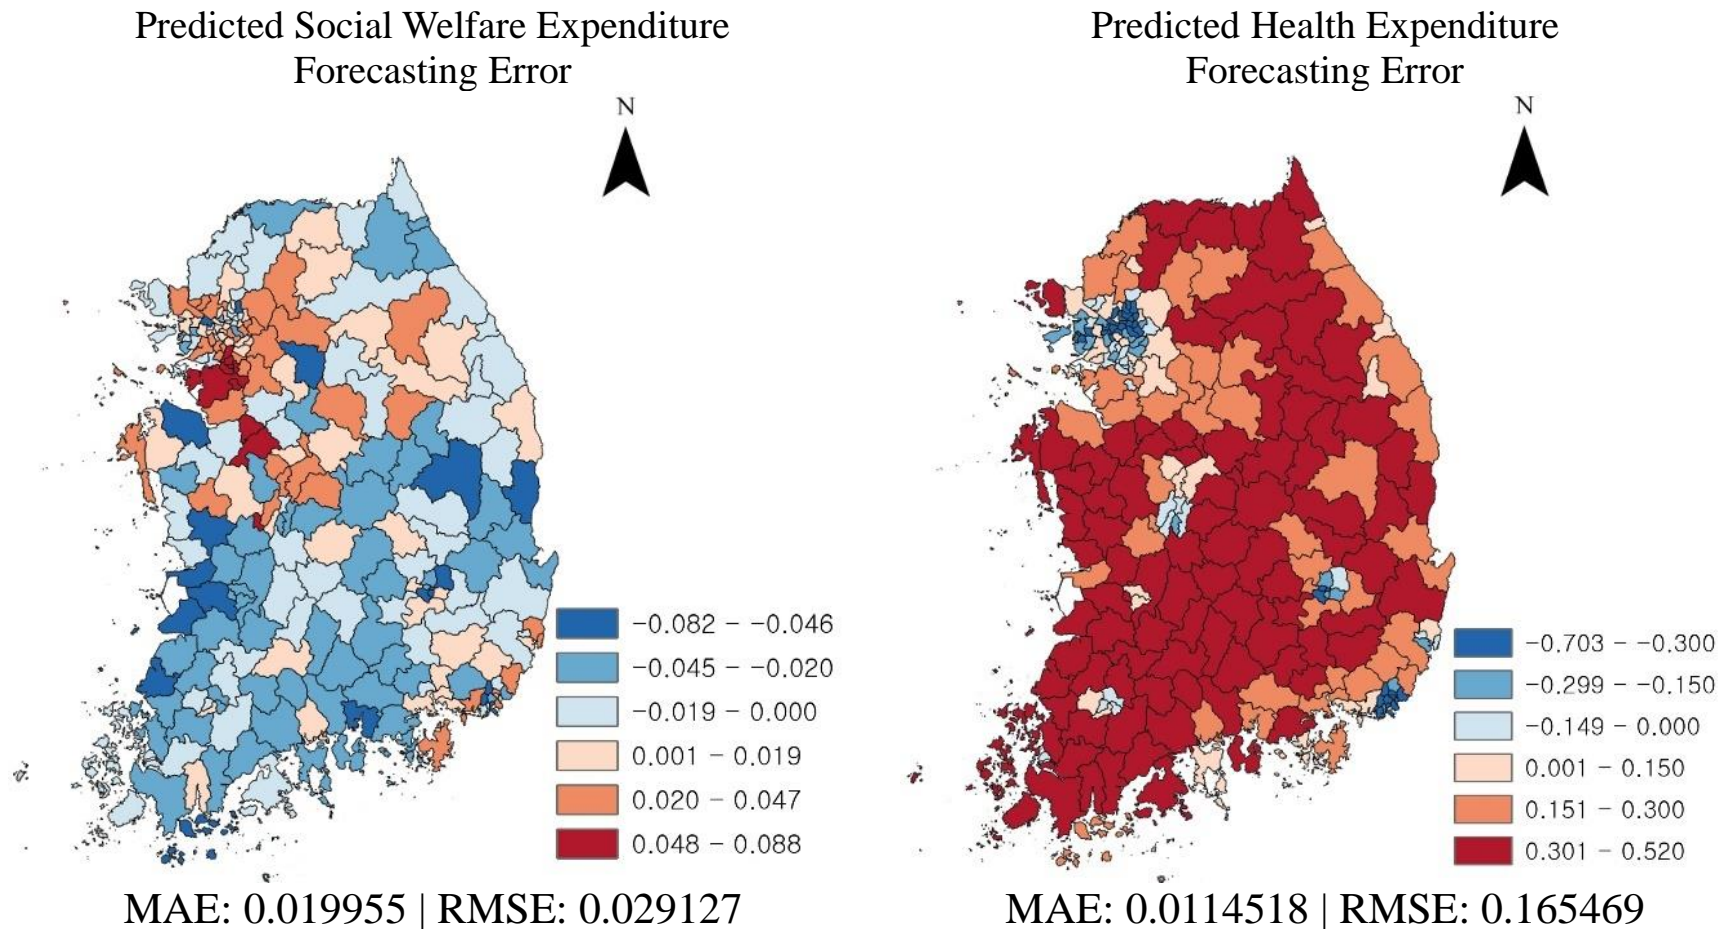 Predicted Social Welfare Expenditure
Forecasting Error
N
-0.082 - -0.046
-0.045 - -0.020
-0.019 - 0.000
0.001 - 0.019
0.020 - 0.047
0.048 - 0.088
MAE: 0.019955 | RMSE: 0.029127
Predicted Health Expenditure
Forecasting Error
N
-0.703 - -0.300
-0.299 - -0.150
-0.149 - 0.000
0.001 - 0.150
0.151 - 0.300
0.301 - 0.520
MAE: 0.0114518 | RMSE: 0.165469